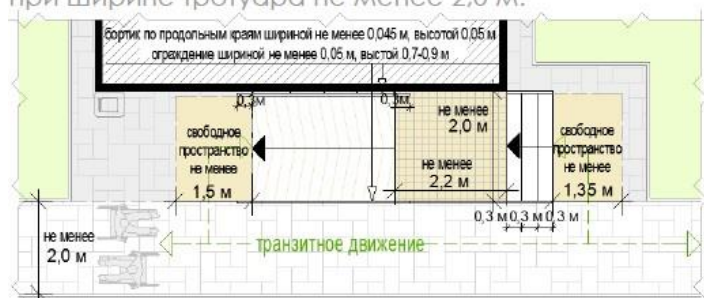 при ширине тротуара не менее 2,0 м.
бортик по продольным краям шириной не менее 0,045 м, высотой 0,05 м
ограждение шириной не менее 0,05 м, выстой 0,7-0,9 м
0,3м
0,3м
не менее
2,0 м
свободное
пространство
не менее
1,5 м
не менее
2,2 м
свободное
пространство
не менее
1,35 м
0,3 м 0,3 м 0,3 м
не менее
2,0 м
транзитное движение